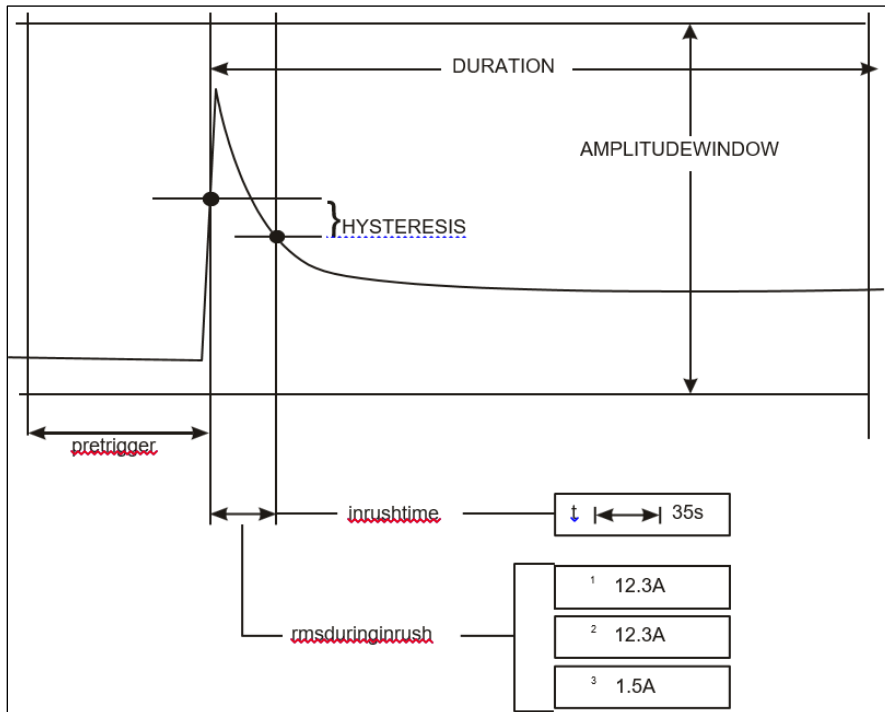 DURATION
AMPLITUDEWINDOW
HYSTERESIS
pretrigger
inrushtime
t 35s
1 12.3A
rmsduringinrush
2 12.3A
3 1.5A